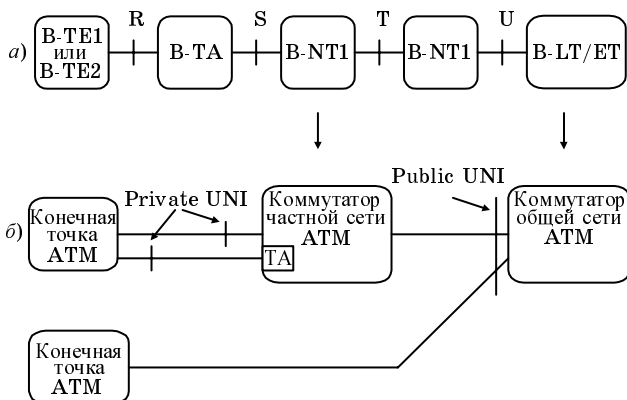 R S T U
а) B-TE1 или B-TE2
B-TA
B-NT1
B-NT1
B-LT/ET
Private UNI
Public UNI
б)
Конечная
точка
ATM
Коммутатор
частной сети
ATM
TA
Коммутатор
общей сети
ATM
Конечная
точка
ATM